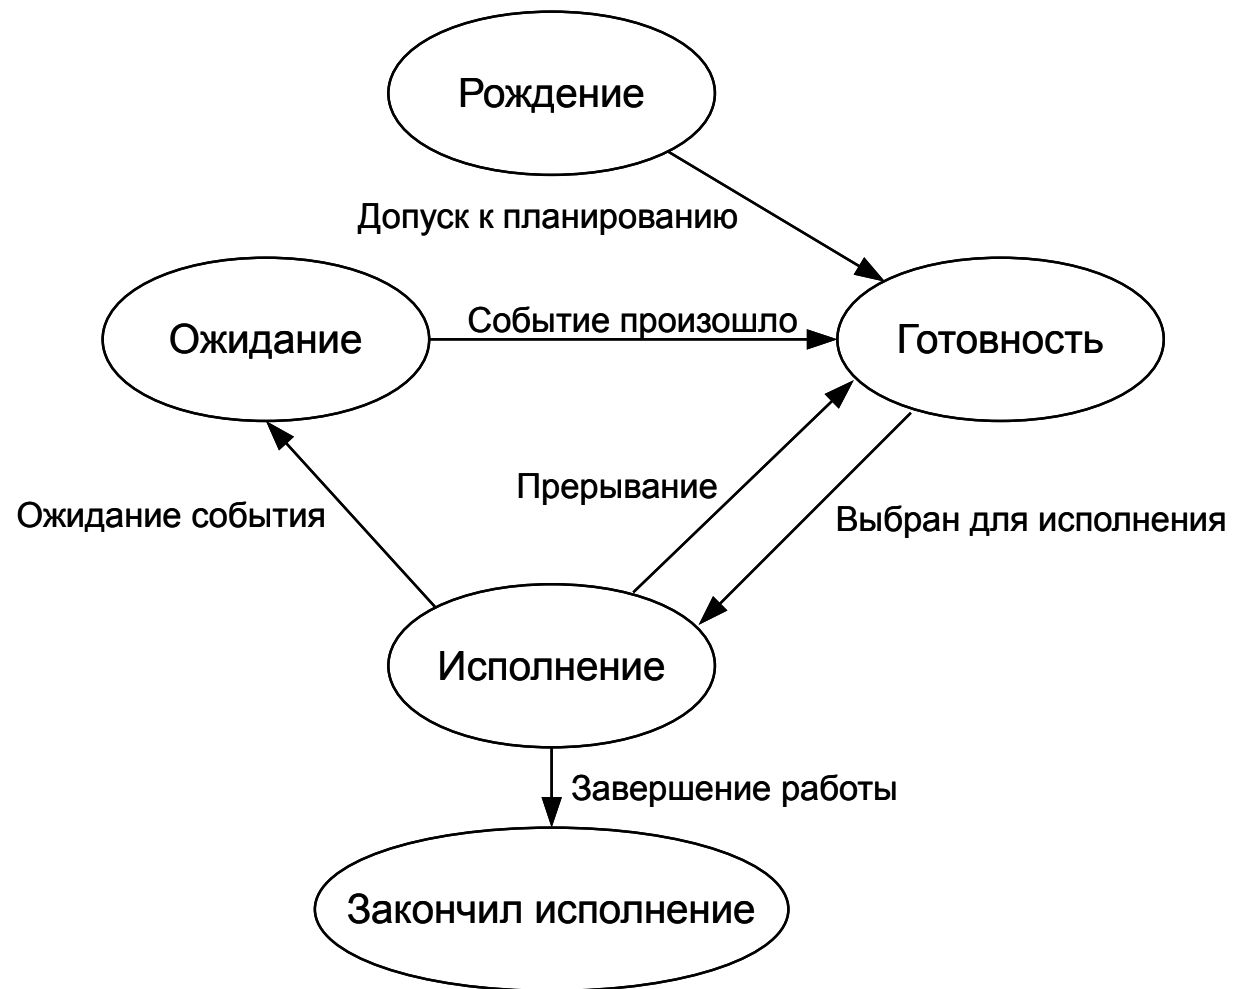 Рождение
Допуск к планированию
Ожидание
Событие произошло
Готовность
Прерывание
Ожидание события
Выбран для исполнения
Исполнение
Завершение работы
Закончил исполнение